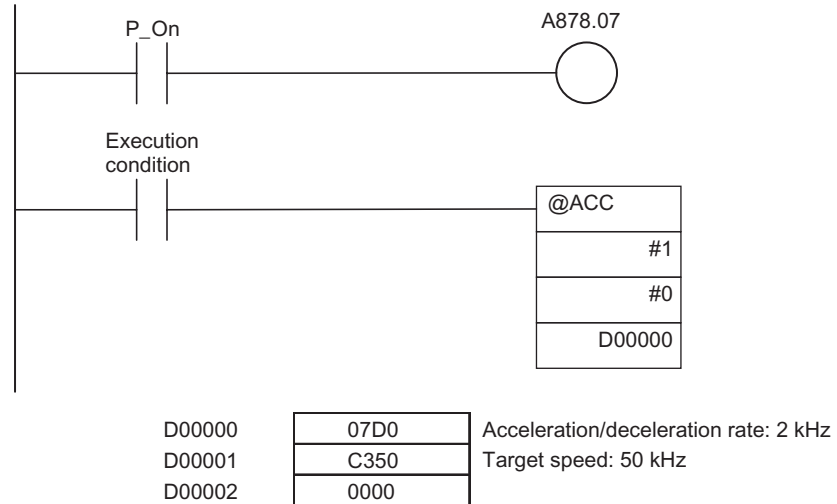 P_On
A878.07
Execution
condition
@ACC
#1
#0
D00000
D00000 07D0 Acceleration/deceleration rate: 2 kHz
D00001 C350 Target speed: 50 kHz
D00002 0000